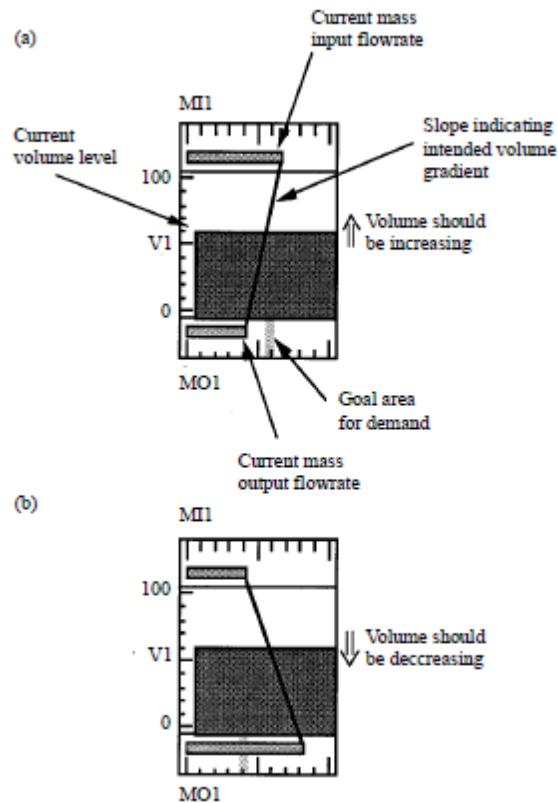 (a)
Current mass
input flowrate
MI1
Current
volume level
Slope indicating
intended volume
gradient
100
Volume should
be increasing
V1
0
MO1
Goal area
for demand
Current mass
output flowrate
(b)
MI1
100
Volume should
be deccreasing
V1
0
MO1